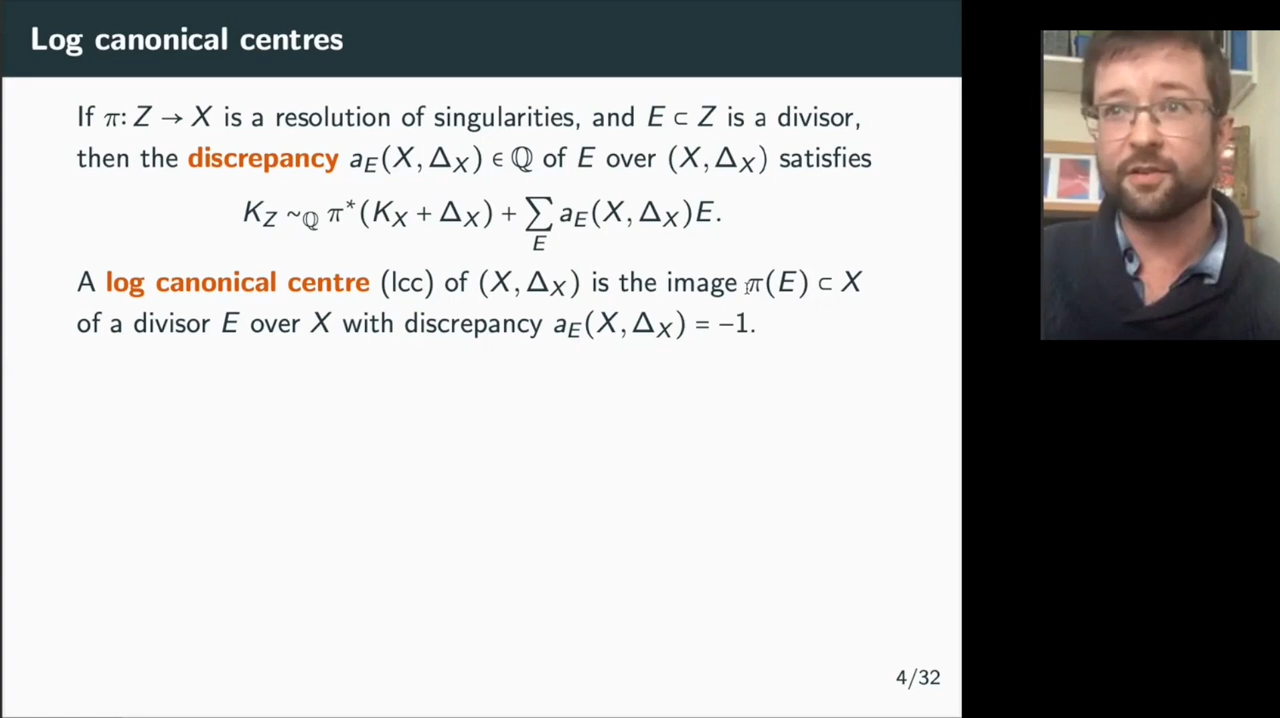 Log canonical centres
If π: Z → X is a resolution of singularities, and E ⊂ Z is a divisor,
then the discrepancy a_E(X, Δ_X) ∈ ℚ of E over (X, Δ_X) satisfies
K_Z ~_ℚ π*(K_X + Δ_X) + ∑_E a_E(X, Δ_X)E.
A log canonical centre (lcc) of (X, Δ_X) is the image π(E) ⊂ X
of a divisor E over X with discrepancy a_E(X, Δ_X) = −1.
4/32